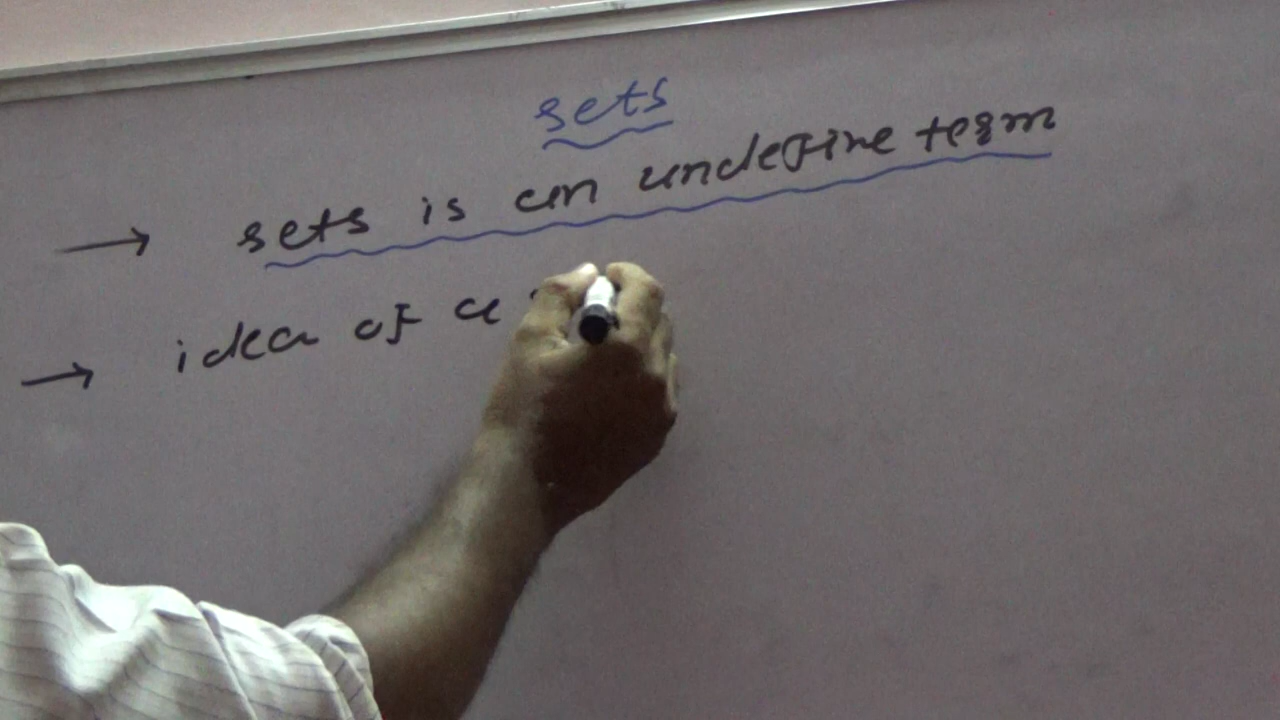 sets
→ sets is an undefine term
→ idea of a